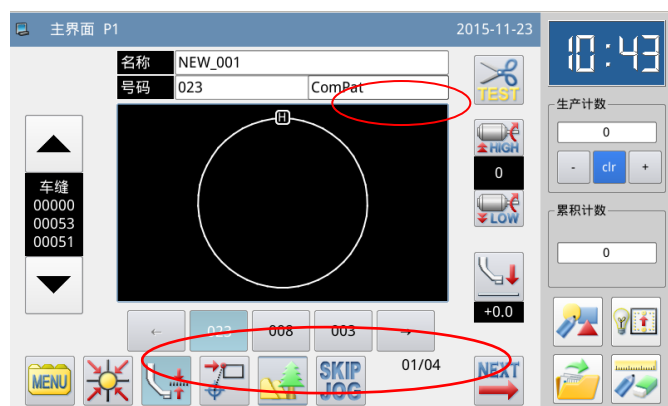 主界面 P1
2015-11-23
10:43
名称 NEW_001
号码 023 ComPat
TEST
H
HIGH
0
LOW
+0.0
车缝
00000
00053
00051
生产计数
0
- clr +
累积计数
0
← 023 008 003 →
MENU
SKIP
JOG
01/04
NEXT